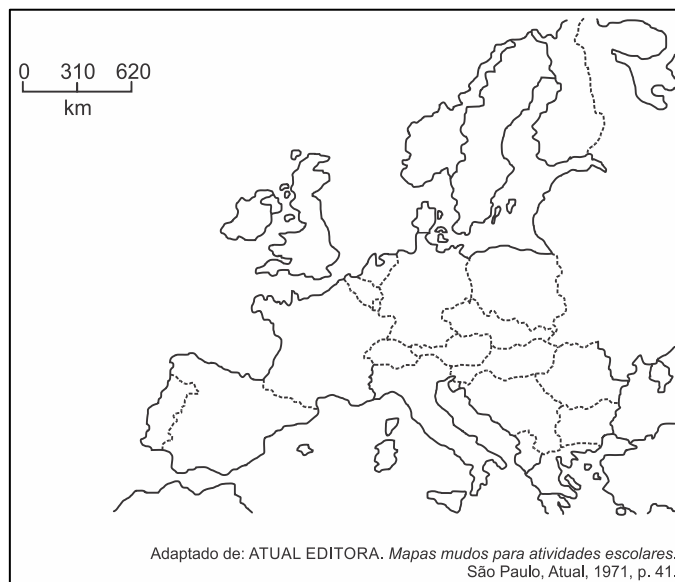 0 310 620
km
Adaptado de: ATUAL EDITORA. Mapas mudos para atividades escolares.
São Paulo, Atual, 1971, p. 41.